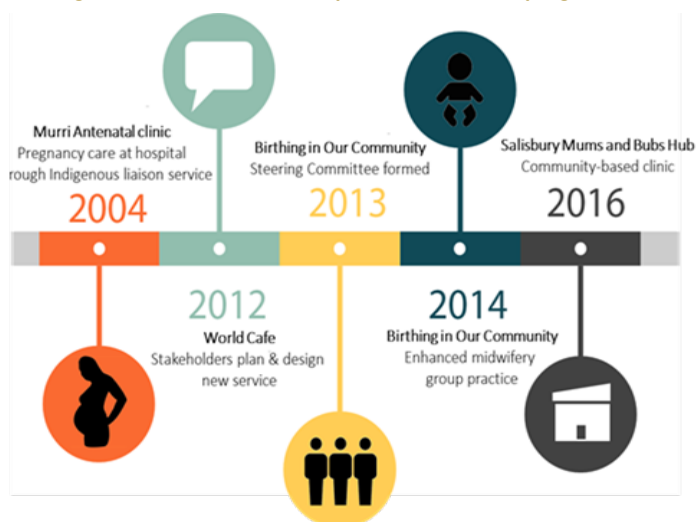 Murri Antenatal clinic
Pregnancy care at hospital
rough Indigenous liaison service
2004
2012
World Cafe
Stakeholders plan & design
new service
Birthing in Our Community
Steering Committee formed
2013
2014
Birthing in Our Community
Enhanced midwifery
group practice
Salisbury Mums and Bubs Hub
Community-based clinic
2016